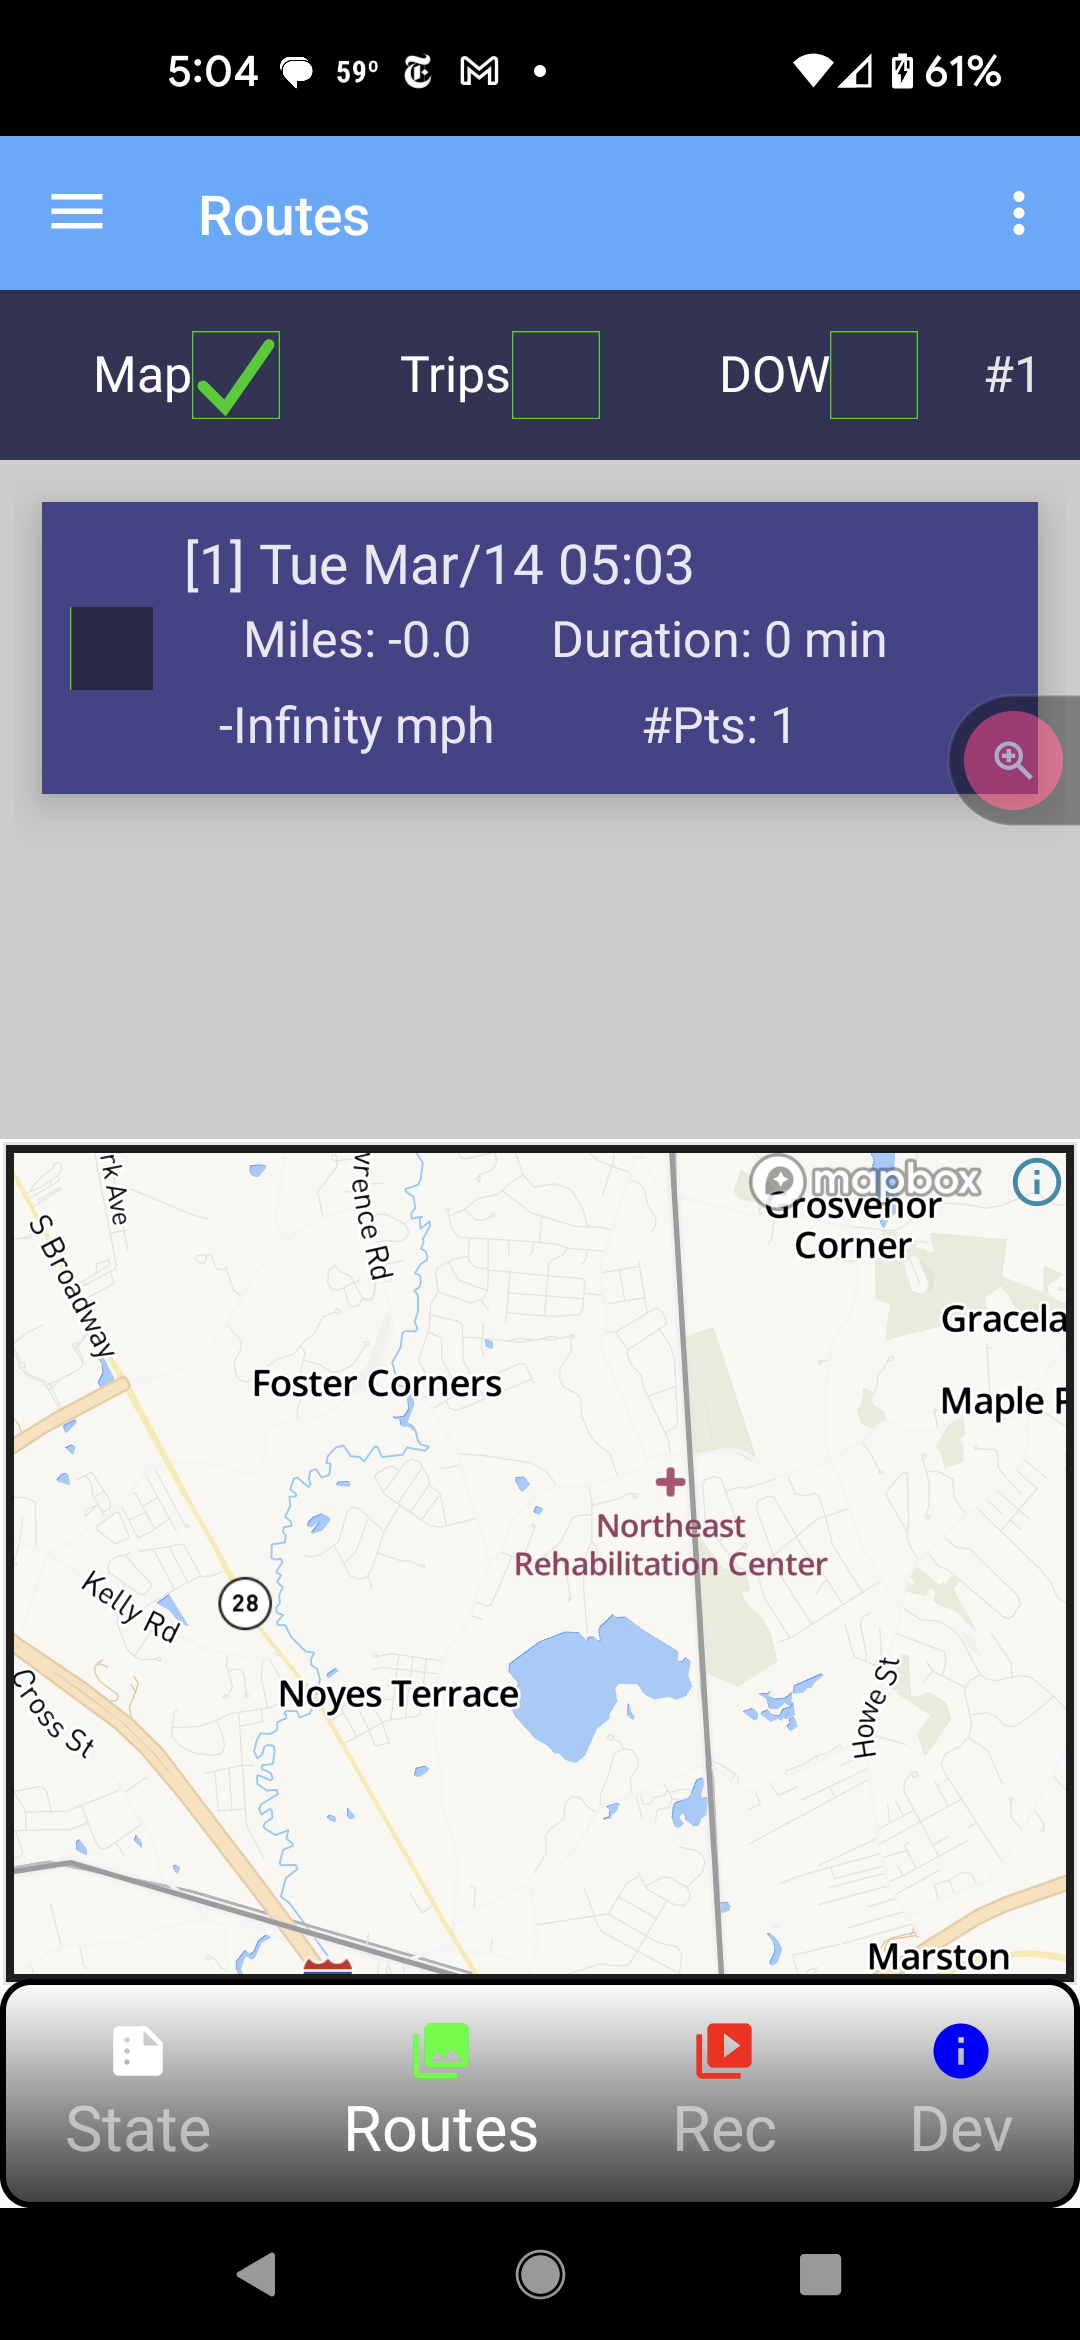 5:04 59° 61%
Routes
Map Trips DOW #1
[1] Tue Mar/14 05:03
Miles: -0.0 Duration: 0 min
-Infinity mph #Pts: 1
mapbox
rk Ave
vrence Rd
S Broadway
Grosvenor
Corner
Gracela
Foster Corners
Maple
Northeast
Rehabilitation Center
Kelly Rd
28
Noyes Terrace
Cross St
Howe St
Marston
State Routes Rec Dev